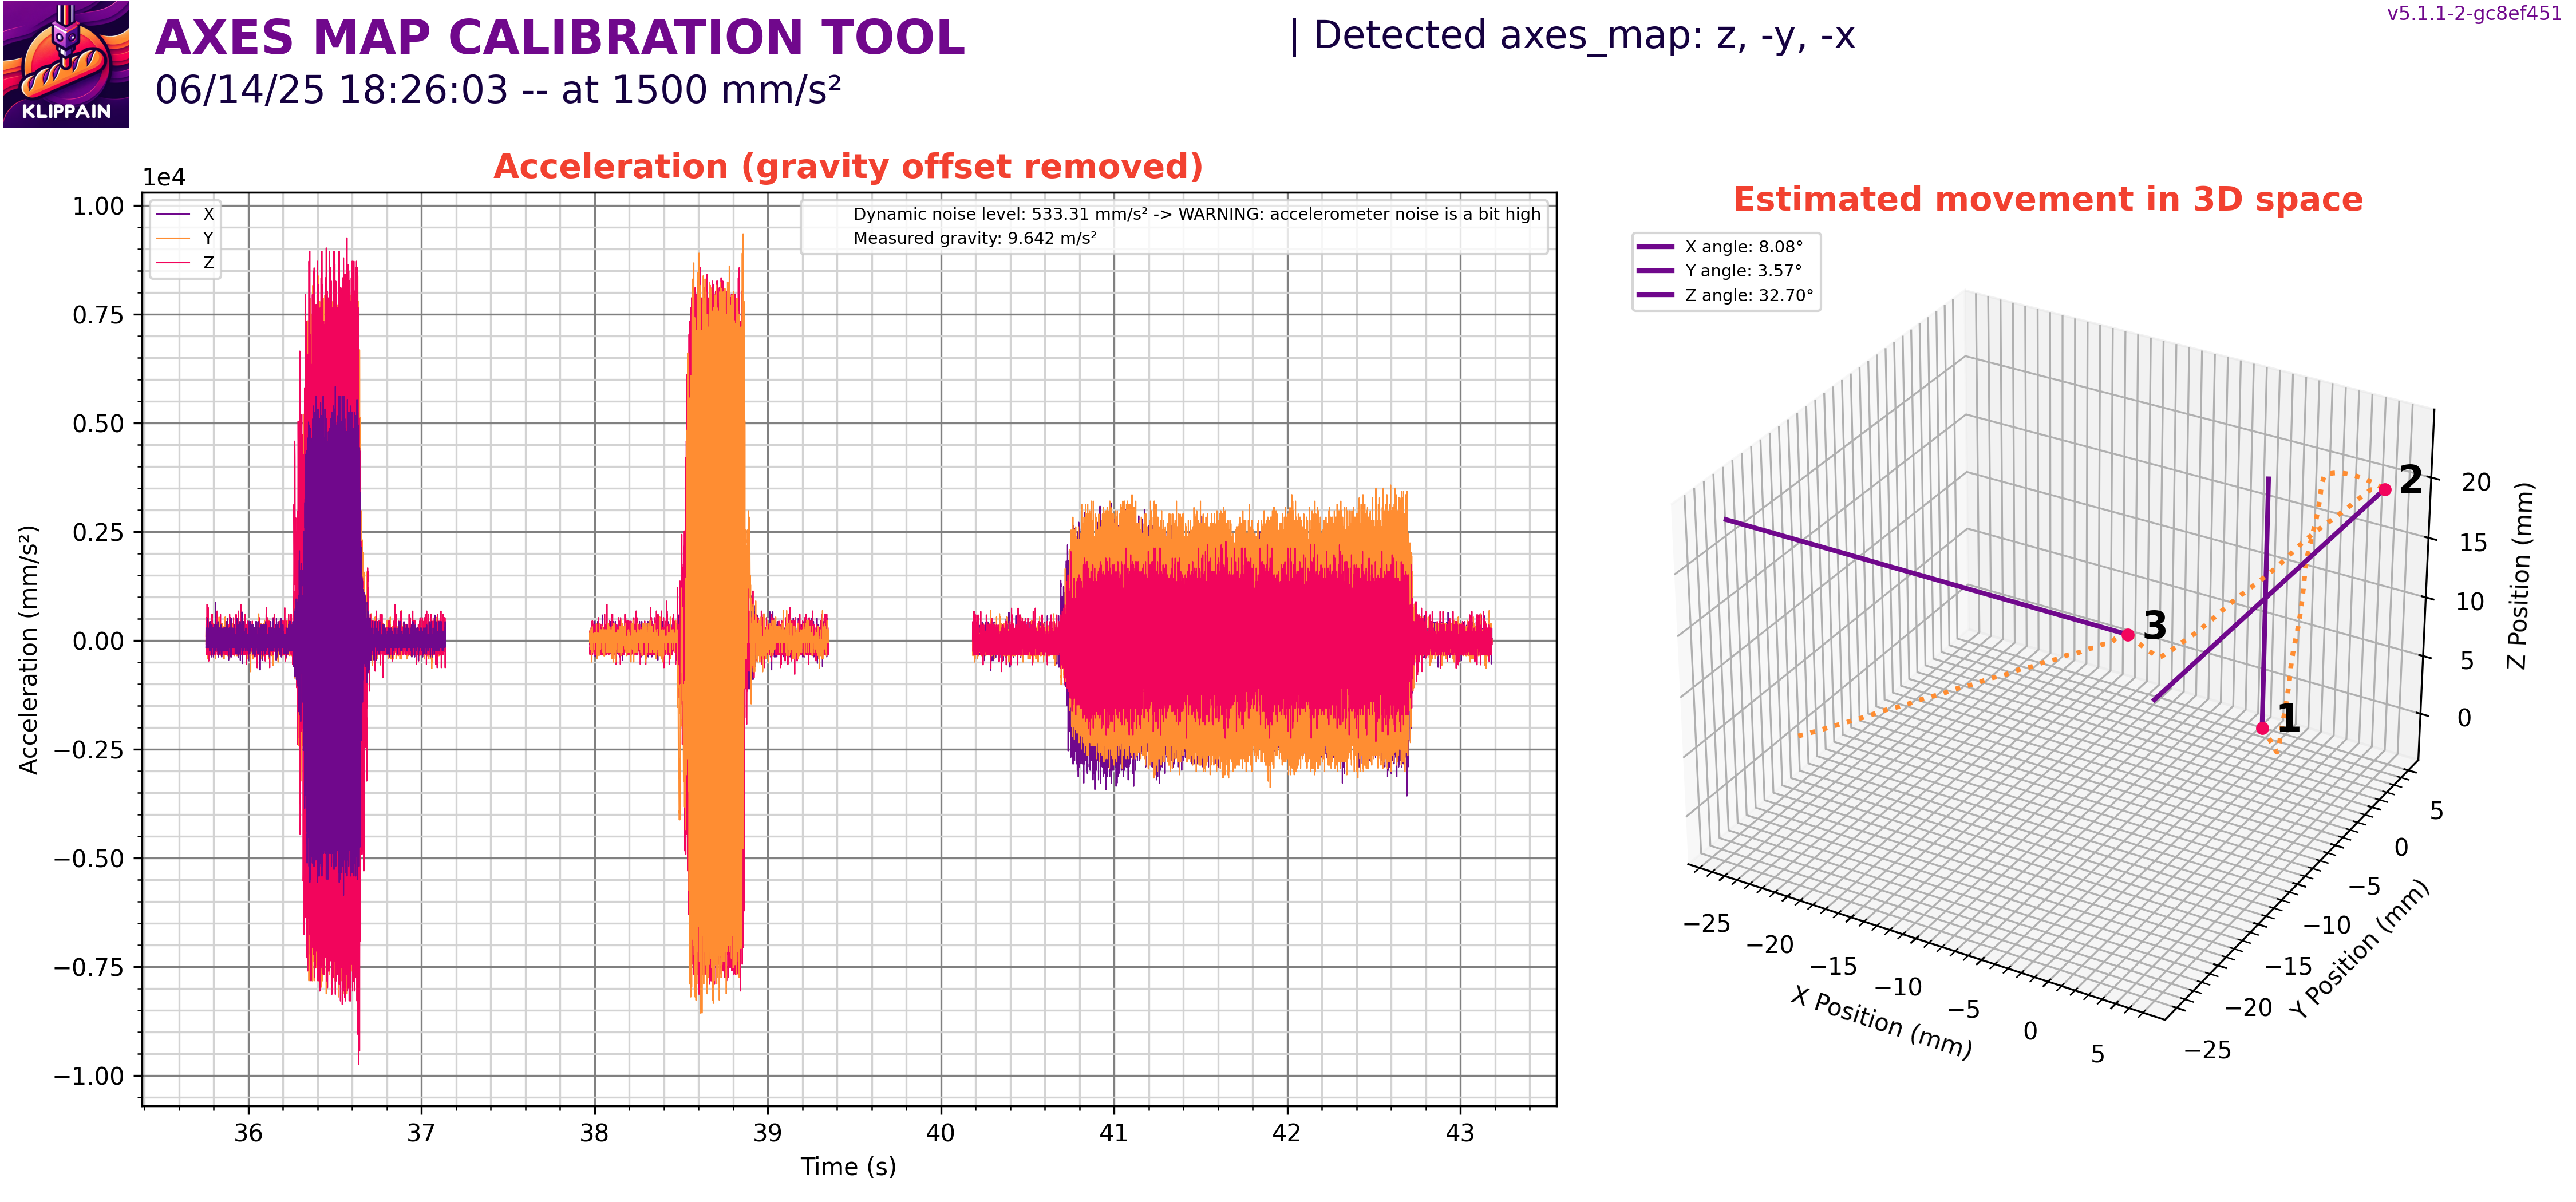 KLIPPAIN
AXES MAP CALIBRATION TOOL
06/14/25 18:26:03 -- at 1500 mm/s²
| Detected axes_map: z, -y, -x
v5.1.1-2-gc8ef451
Acceleration (gravity offset removed)
1e4
X
Y
Z
Dynamic noise level: 533.31 mm/s² -> WARNING: accelerometer noise is a bit high
Measured gravity: 9.642 m/s²
Acceleration (mm/s²)
1.00
0.75
0.50
0.25
0.00
−0.25
−0.50
−0.75
−1.00
36 37 38 39 40 41 42 43
Time (s)
Estimated movement in 3D space
X angle: 8.08°
Y angle: 3.57°
Z angle: 32.70°
1
2
3
−25 −20 −15 −10 −5 0 5
X Position (mm)
−25 −20 −15 −10 −5 0 5
Y Position (mm)
20
15
10
5
0
Z Position (mm)